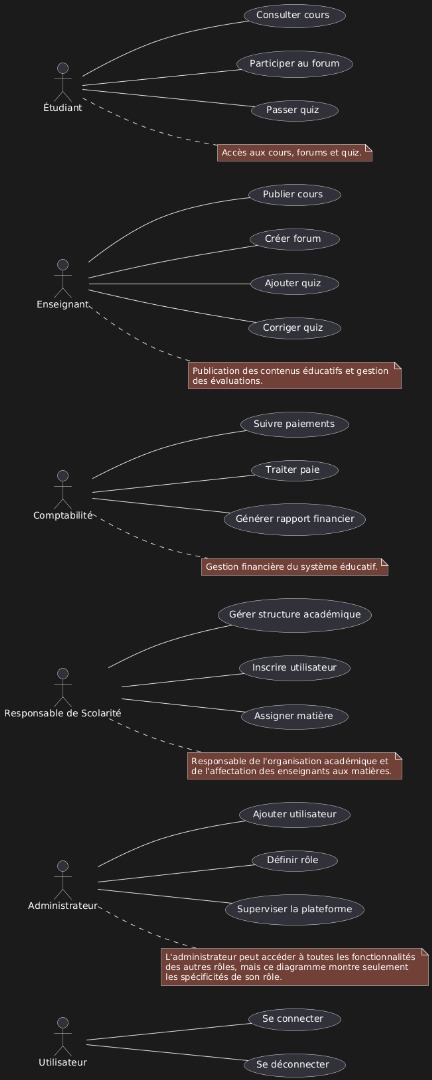 Consulter cours
Participer au forum
Étudiant
Passer quiz
Accès aux cours, forums et quiz.
Publier cours
Créer forum
Ajouter quiz
Enseignant
Corriger quiz
Publication des contenus éducatifs et gestion
des évaluations.
Suivre paiements
Traiter paie
Comptabilité
Générer rapport financier
Gestion financière du système éducatif.
Gérer structure académique
Inscrire utilisateur
Responsable de Scolarité
Assigner matière
Responsable de l'organisation académique et
de l'affectation des enseignants aux matières.
Ajouter utilisateur
Définir rôle
Administrateur
Superviser la plateforme
L'administrateur peut accéder à toutes les fonctionnalités
des autres rôles, mais ce diagramme montre seulement
les spécificités de son rôle.
Se connecter
Utilisateur
Se déconnecter